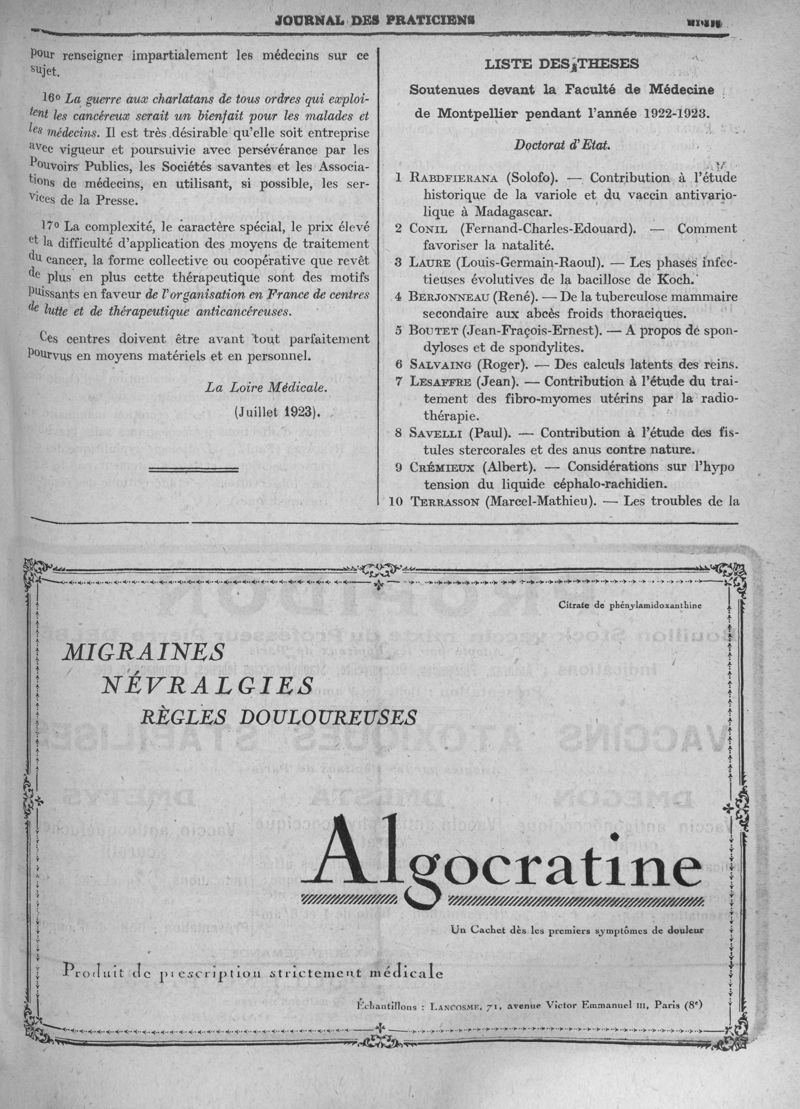 JOURNAL DES PRATICIENS
pour renseigner impartialement les médecins sur ce
sujet.
16º La guerre aux charlatans de tous ordres qui exploi-
tent les cancéreux serait un bienfait pour les malades et
les médecins. Il est très désirable qu'elle soit entreprise
avec vigueur et poursuivie avec persévérance par les
Pouvoirs Publics, les Sociétés savantes et les Associa-
tions de médecins, en utilisant, si possible, les ser-
vices de la Presse.
17º La complexité, le caractère spécial, le prix élevé
et la difficulté d'application des moyens de traitement
du cancer, la forme collective ou coopérative que revêt
de plus en plus cette thérapeutique sont des motifs
puissants en faveur de l'organisation en France de centres
de lutte et de thérapeutique anticancéreuses.
Ces centres doivent être avant tout parfaitement
pourvus en moyens matériels et en personnel.
La Loire Médicale.
(Juillet 1923).
LISTE DES THESES
Soutenues devant la Faculté de Médecine
de Montpellier pendant l'année 1922-1923.
Doctorat d'Etat.
1 RABDFIERANA (Solofo). — Contribution à l'étude
historique de la variole et du vaccin antivario-
lique à Madagascar.
2 CONIL (Fernand-Charles-Edouard). — Comment
favoriser la natalité.
3 LAURE (Louis-Germain-Raoul). — Les phases infec-
tieuses évolutives de la bacillose de Koch.
4 BERJONNEAU (René). — De la tuberculose mammaire
secondaire aux abcès froids thoraciques.
5 BOUTET (Jean-Fraçois-Ernest). — A propos de spon-
dyloses et de spondylites.
6 SALVAING (Roger). — Des calculs latents des reins.
7 LESAFFRE (Jean). — Contribution à l'étude du trai-
tement des fibro-myomes utérins par la radio-
thérapie.
8 SAVELLI (Paul). — Contribution à l'étude des fis-
tules stercorales et des anus contre nature.
9 CRÉMIEUX (Albert). — Considérations sur l'hypo
tension du liquide céphalo-rachidien.
10 TERRASSON (Marcel-Mathieu). — Les troubles de la
Citrate de phénylamidoxanthine
MIGRAINES
NÉVRALGIES
RÈGLES DOULOUREUSES
Algocratine
Un Cachet dès les premiers symptômes de douleur
Produit de prescription strictement médicale
Échantillons : LANCOSME, 71, avenue Victor Emmanuel III, Paris (8e)